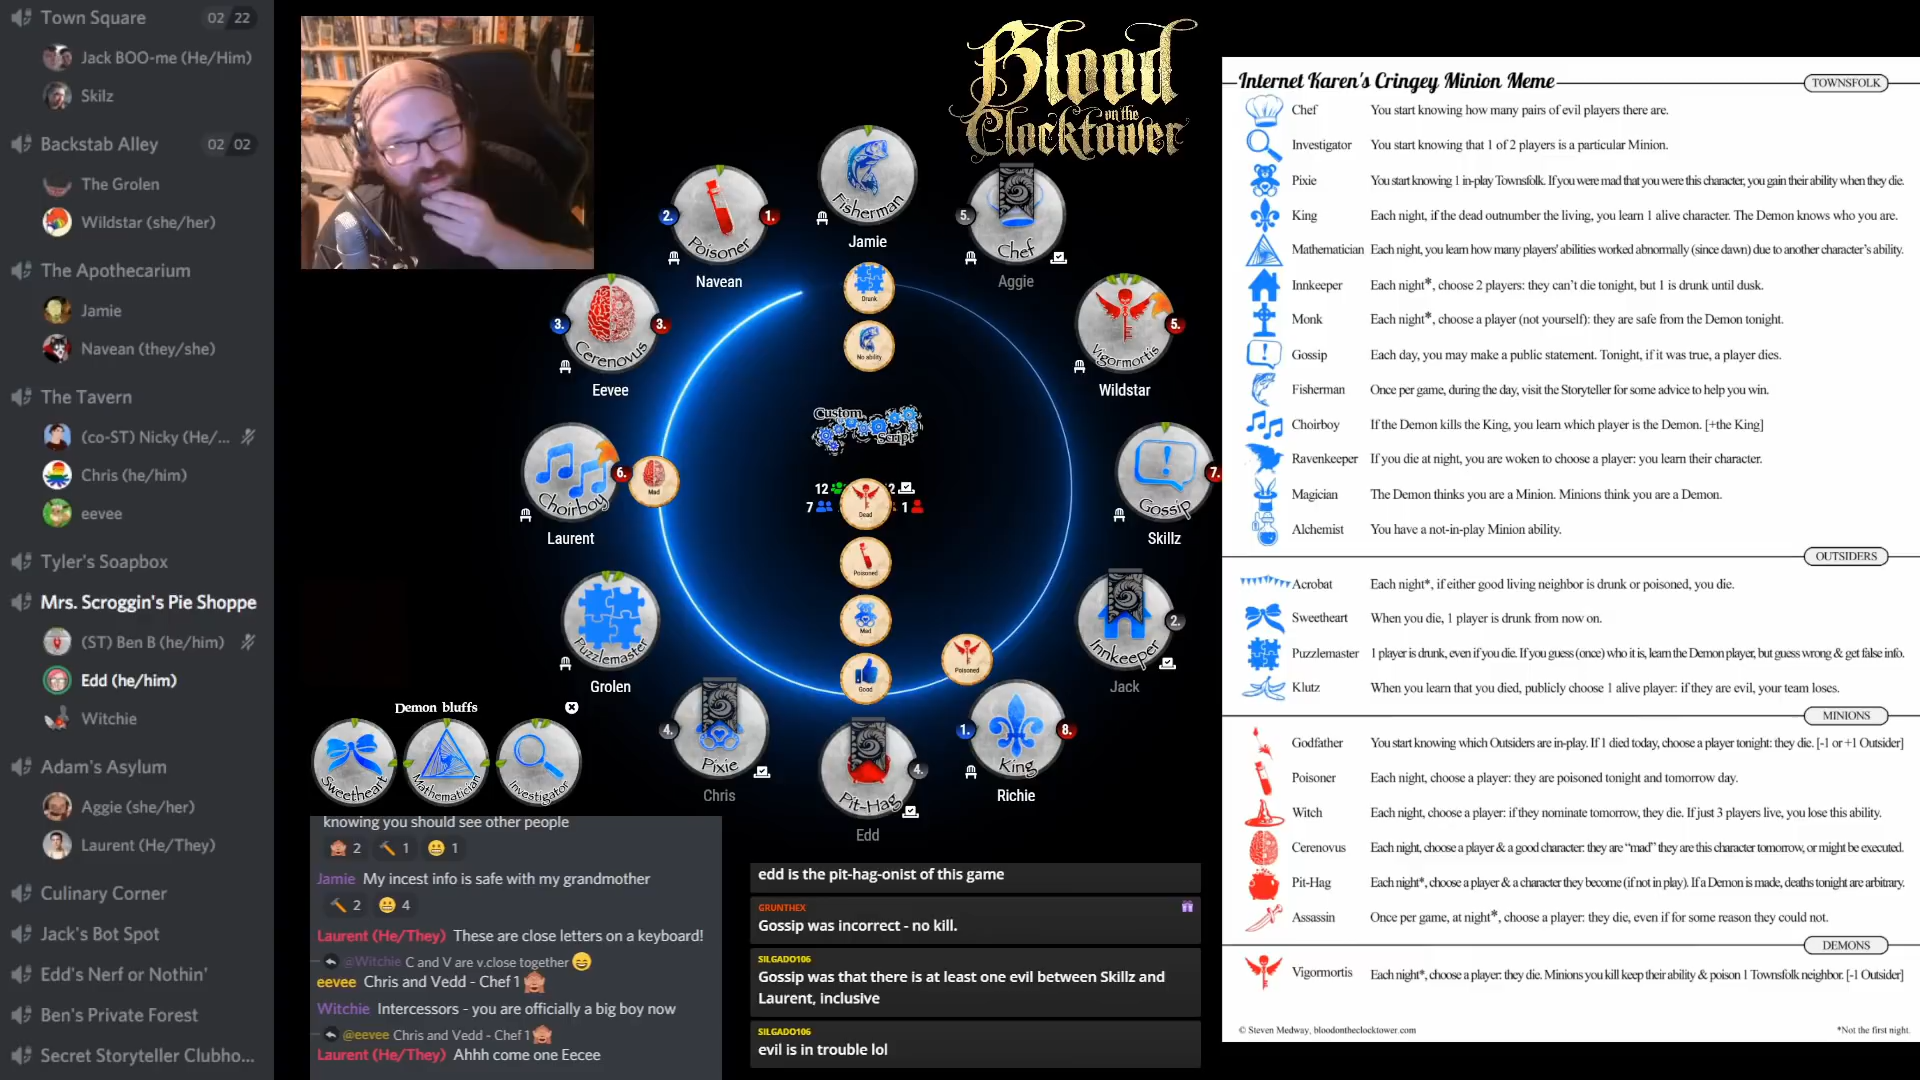 Town Square 02 22
Jack BOO-me (He/Him)
Skilz
Backstab Alley 02 02
The Grolen
Wildstar (she/her)
The Apothecarium
Jamie
Navean (they/she)
The Tavern
(co-ST) Nicky (He/...
Chris (he/him)
eevee
Tyler's Soapbox
Mrs. Scroggin's Pie Shoppe
(ST) Ben B (he/him)
Edd (he/him)
Witchie
Adam's Asylum
Aggie (she/her)
Laurent (He/They)
Culinary Corner
Jack's Bot Spot
Edd's Nerf or Nothin'
Ben's Private Forest
Secret Storyteller Clubho...
Blood
on the
Clocktower
Fisherman
Jamie
5.
Chef
Aggie
Vigormortis
5.
Wildstar
Gossip
7.
Skillz
Innkeeper
2.
Jack
1.
King
8.
Richie
Pit-Hag
4.
Edd
4.
Pixie
Chris
Puzzlemaster
Grolen
Choirboy
6.
Laurent
3.
Cerenovus
3.
Eevee
2.
Poisoner
1.
Navean
Drunk
No ability
Custom
Script
12 2
7 1
Dead
Poisoned
Mad
Good
Mad
Poisoned
Demon bluffs
Sweetheart
Mathematician
Investigator
knowing you should see other people
2 1 1
Jamie My incest info is safe with my grandmother
2 4
Laurent (He/They) These are close letters on a keyboard!
@Witchie C and V are v.close together
eevee Chris and Vedd - Chef 1
Witchie Intercessors - you are officially a big boy now
@eevee Chris and Vedd - Chef 1
Laurent (He/They) Ahhh come one Eecee
edd is the pit-hag-onist of this game
GRUNTHEX
Gossip was incorrect - no kill.
SILGADO106
Gossip was that there is at least one evil between Skillz and
Laurent, inclusive
SILGADO106
evil is in trouble lol
Internet Karen's Cringey Minion Meme
TOWNSFOLK
Chef You start knowing how many pairs of evil players there are.
Investigator You start knowing that 1 of 2 players is a particular Minion.
Pixie You start knowing 1 in-play Townsfolk. If you were mad that you were this character, you gain their ability when they die.
King Each night, if the dead outnumber the living, you learn 1 alive character. The Demon knows who you are.
Mathematician Each night, you learn how many players' abilities worked abnormally (since dawn) due to another character's ability.
Innkeeper Each night*, choose 2 players: they can't die tonight, but 1 is drunk until dusk.
Monk Each night*, choose a player (not yourself): they are safe from the Demon tonight.
Gossip Each day, you may make a public statement. Tonight, if it was true, a player dies.
Fisherman Once per game, during the day, visit the Storyteller for some advice to help you win.
Choirboy If the Demon kills the King, you learn which player is the Demon. [+the King]
Ravenkeeper If you die at night, you are woken to choose a player: you learn their character.
Magician The Demon thinks you are a Minion. Minions think you are a Demon.
Alchemist You have a not-in-play Minion ability.
OUTSIDERS
Acrobat Each night*, if either good living neighbor is drunk or poisoned, you die.
Sweetheart When you die, 1 player is drunk from now on.
Puzzlemaster 1 player is drunk, even if you die. If you guess (once) who it is, learn the Demon player, but guess wrong & get false info.
Klutz When you learn that you died, publicly choose 1 alive player: if they are evil, your team loses.
MINIONS
Godfather You start knowing which Outsiders are in-play. If 1 died today, choose a player tonight: they die. [-1 or +1 Outsider]
Poisoner Each night, choose a player: they are poisoned tonight and tomorrow day.
Witch Each night, choose a player: if they nominate tomorrow, they die. If just 3 players live, you lose this ability.
Cerenovus Each night, choose a player & a good character: they are "mad" they are this character tomorrow, or might be executed.
Pit-Hag Each night*, choose a player & a character they become (if not in play). If a Demon is made, deaths tonight are arbitrary.
Assassin Once per game, at night*, choose a player: they die, even if for some reason they could not.
DEMONS
Vigormortis Each night*, choose a player: they die. Minions you kill keep their ability & poison 1 Townsfolk neighbor. [-1 Outsider]
© Steven Medway, bloodontheclocktower.com
*Not the first night.